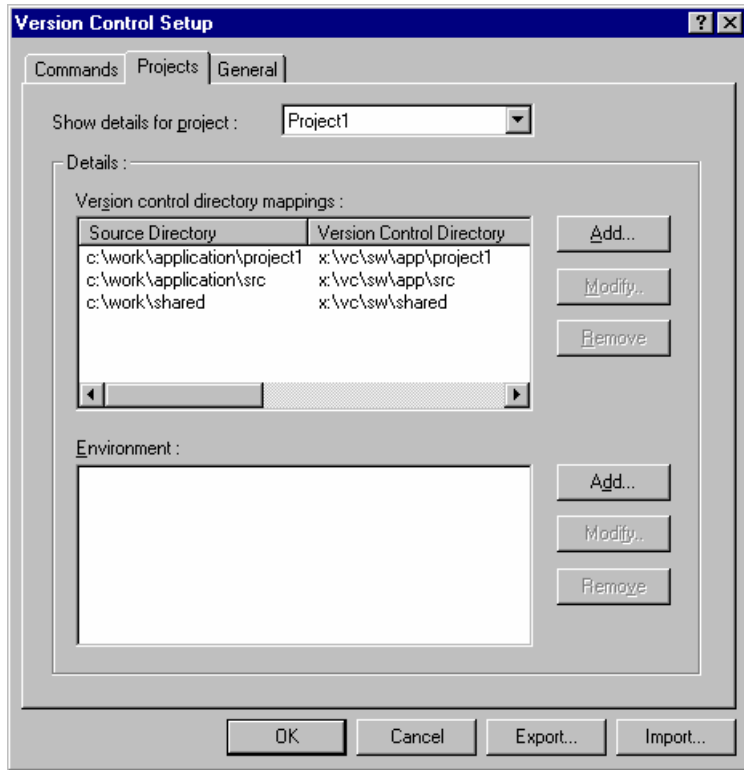 Version Control Setup
Commands Projects General
Show details for project : Project1
Details :
Version control directory mappings :
Source Directory Version Control Directory
c:\work\application\project1 x:\vc\sw\app\project1
c:\work\application\src x:\vc\sw\app\src
c:\work\shared x:\vc\sw\shared
Add...
Modify..
Remove
Environment :
Add...
Modify..
Remove
OK Cancel Export... Import...